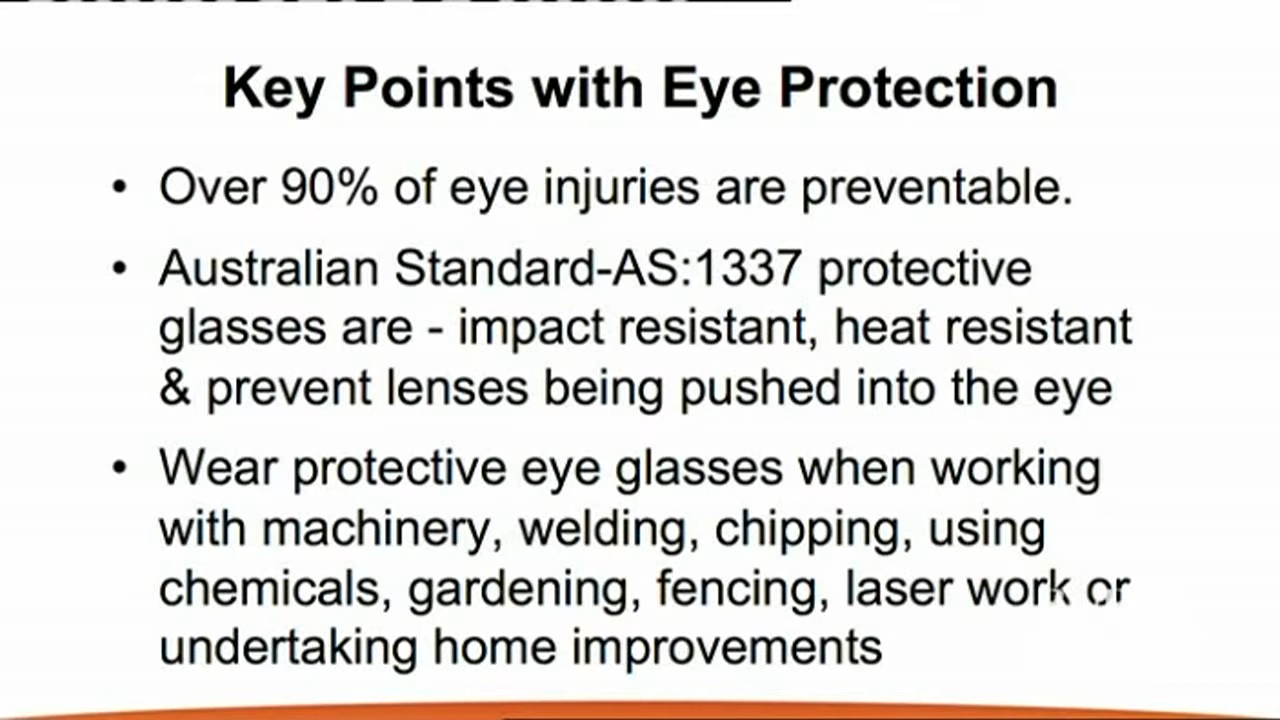 Key Points with Eye Protection
• Over 90% of eye injuries are preventable.
• Australian Standard-AS:1337 protective
glasses are - impact resistant, heat resistant
& prevent lenses being pushed into the eye
• Wear protective eye glasses when working
with machinery, welding, chipping, using
chemicals, gardening, fencing, laser work or
undertaking home improvements